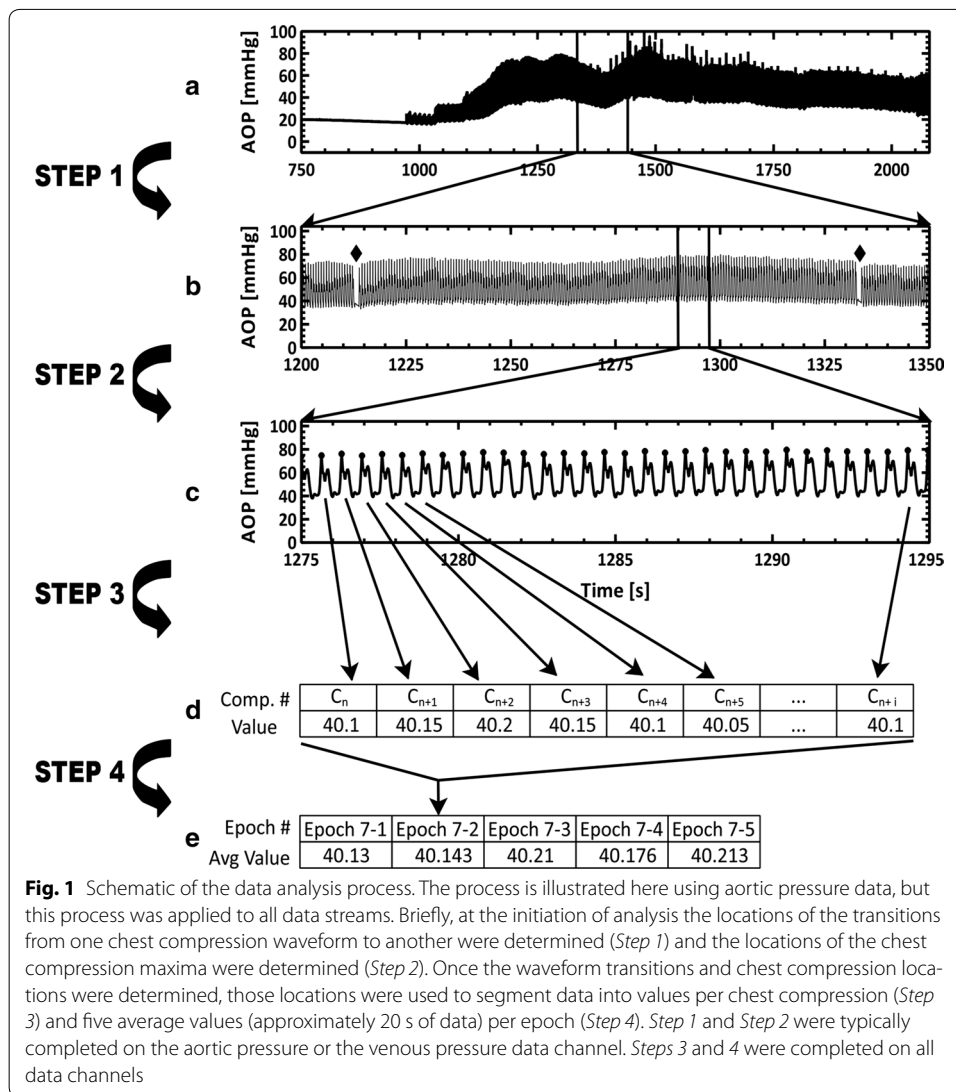 a
AOP [mmHg]
100
80
60
40
20
0
750 1000 1250 1500 1750 2000
STEP 1
b
AOP [mmHg]
100
80
60
40
20
0
1200 1225 1250 1275 1300 1325 1350
STEP 2
c
AOP [mmHg]
100
80
60
40
20
0
1275 1280 1285 1290 1295
Time [s]
STEP 3
d
Comp. # Cn Cn+1 Cn+2 Cn+3 Cn+4 Cn+5 ... Cn+ i
Value 40.1 40.15 40.2 40.15 40.1 40.05 ... 40.1
STEP 4
e
Epoch # Epoch 7-1 Epoch 7-2 Epoch 7-3 Epoch 7-4 Epoch 7-5
Avg Value 40.13 40.143 40.21 40.176 40.213
Fig. 1 Schematic of the data analysis process. The process is illustrated here using aortic pressure data, but
this process was applied to all data streams. Briefly, at the initiation of analysis the locations of the transitions
from one chest compression waveform to another were determined (Step 1) and the locations of the chest
compression maxima were determined (Step 2). Once the waveform transitions and chest compression loca-
tions were determined, those locations were used to segment data into values per chest compression (Step
3) and five average values (approximately 20 s of data) per epoch (Step 4). Step 1 and Step 2 were typically
completed on the aortic pressure or the venous pressure data channel. Steps 3 and 4 were completed on all
data channels